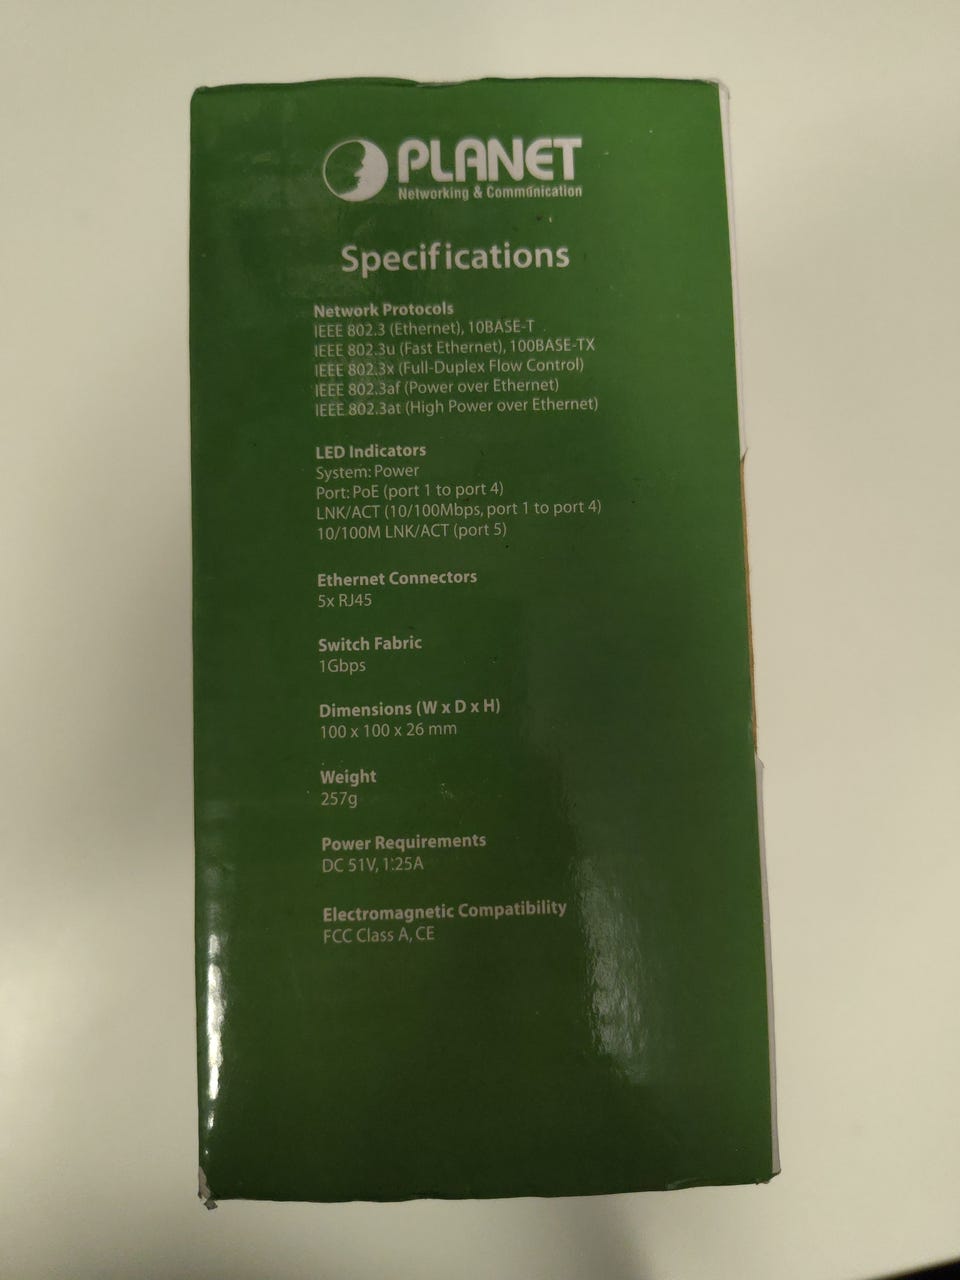 PLANET
Networking & Communication
Specifications
Network Protocols
IEEE 802.3 (Ethernet), 10BASE-T
IEEE 802.3u (Fast Ethernet), 100BASE-TX
IEEE 802.3x (Full-Duplex Flow Control)
IEEE 802.3af (Power over Ethernet)
IEEE 802.3at (High Power over Ethernet)
LED Indicators
System: Power
Port: PoE (port 1 to port 4)
LNK/ACT (10/100Mbps, port 1 to port 4)
10/100M LNK/ACT (port 5)
Ethernet Connectors
5x RJ45
Switch Fabric
1Gbps
Dimensions (W x D x H)
100 x 100 x 26 mm
Weight
257g
Power Requirements
DC 51V, 1.25A
Electromagnetic Compatibility
FCC Class A, CE